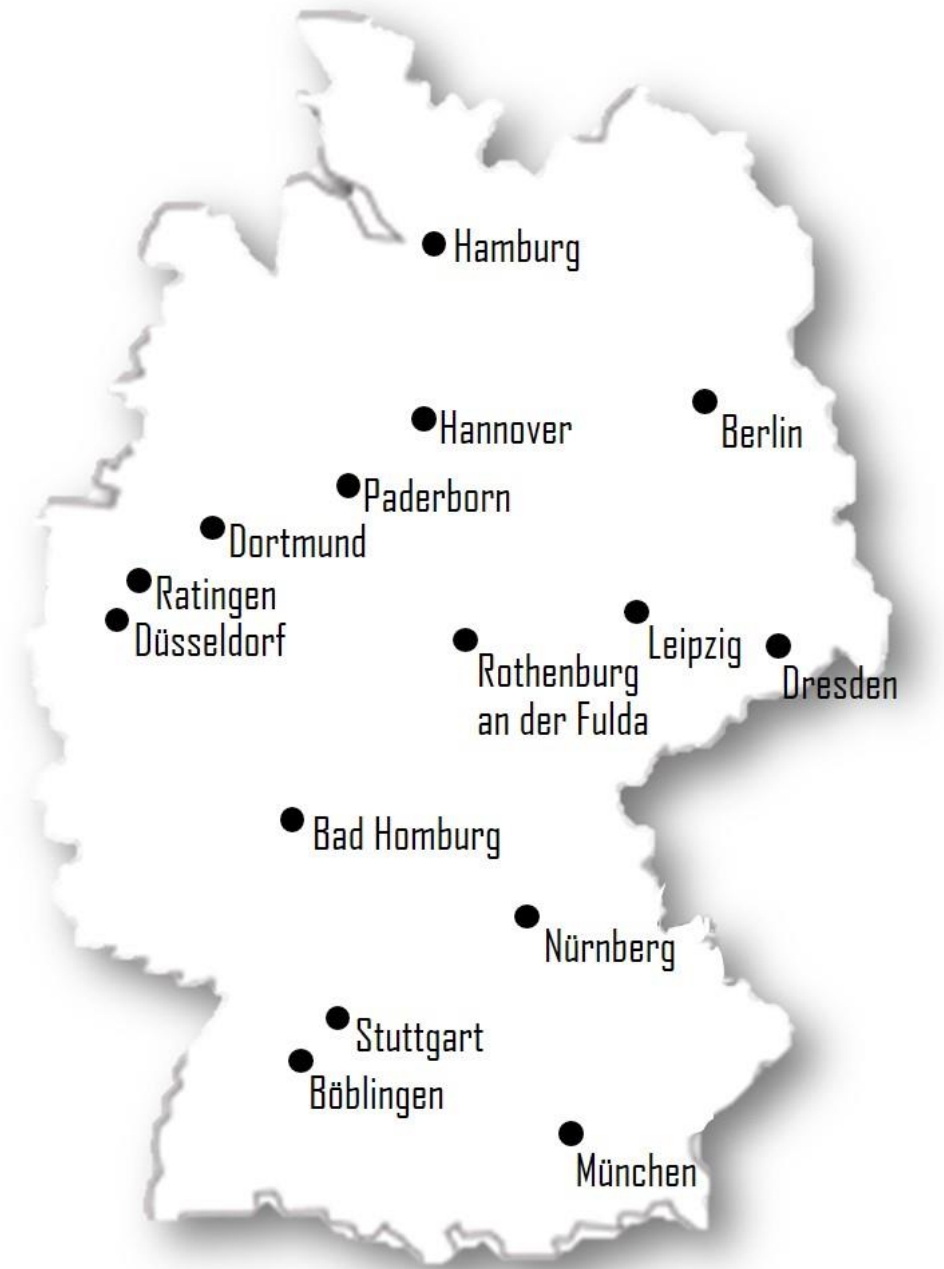 Hamburg
Hannover
Berlin
Paderborn
Dortmund
Ratingen
Düsseldorf
Leipzig
Rothenburg
an der Fulda
Dresden
Bad Homburg
Nürnberg
Stuttgart
Böblingen
München